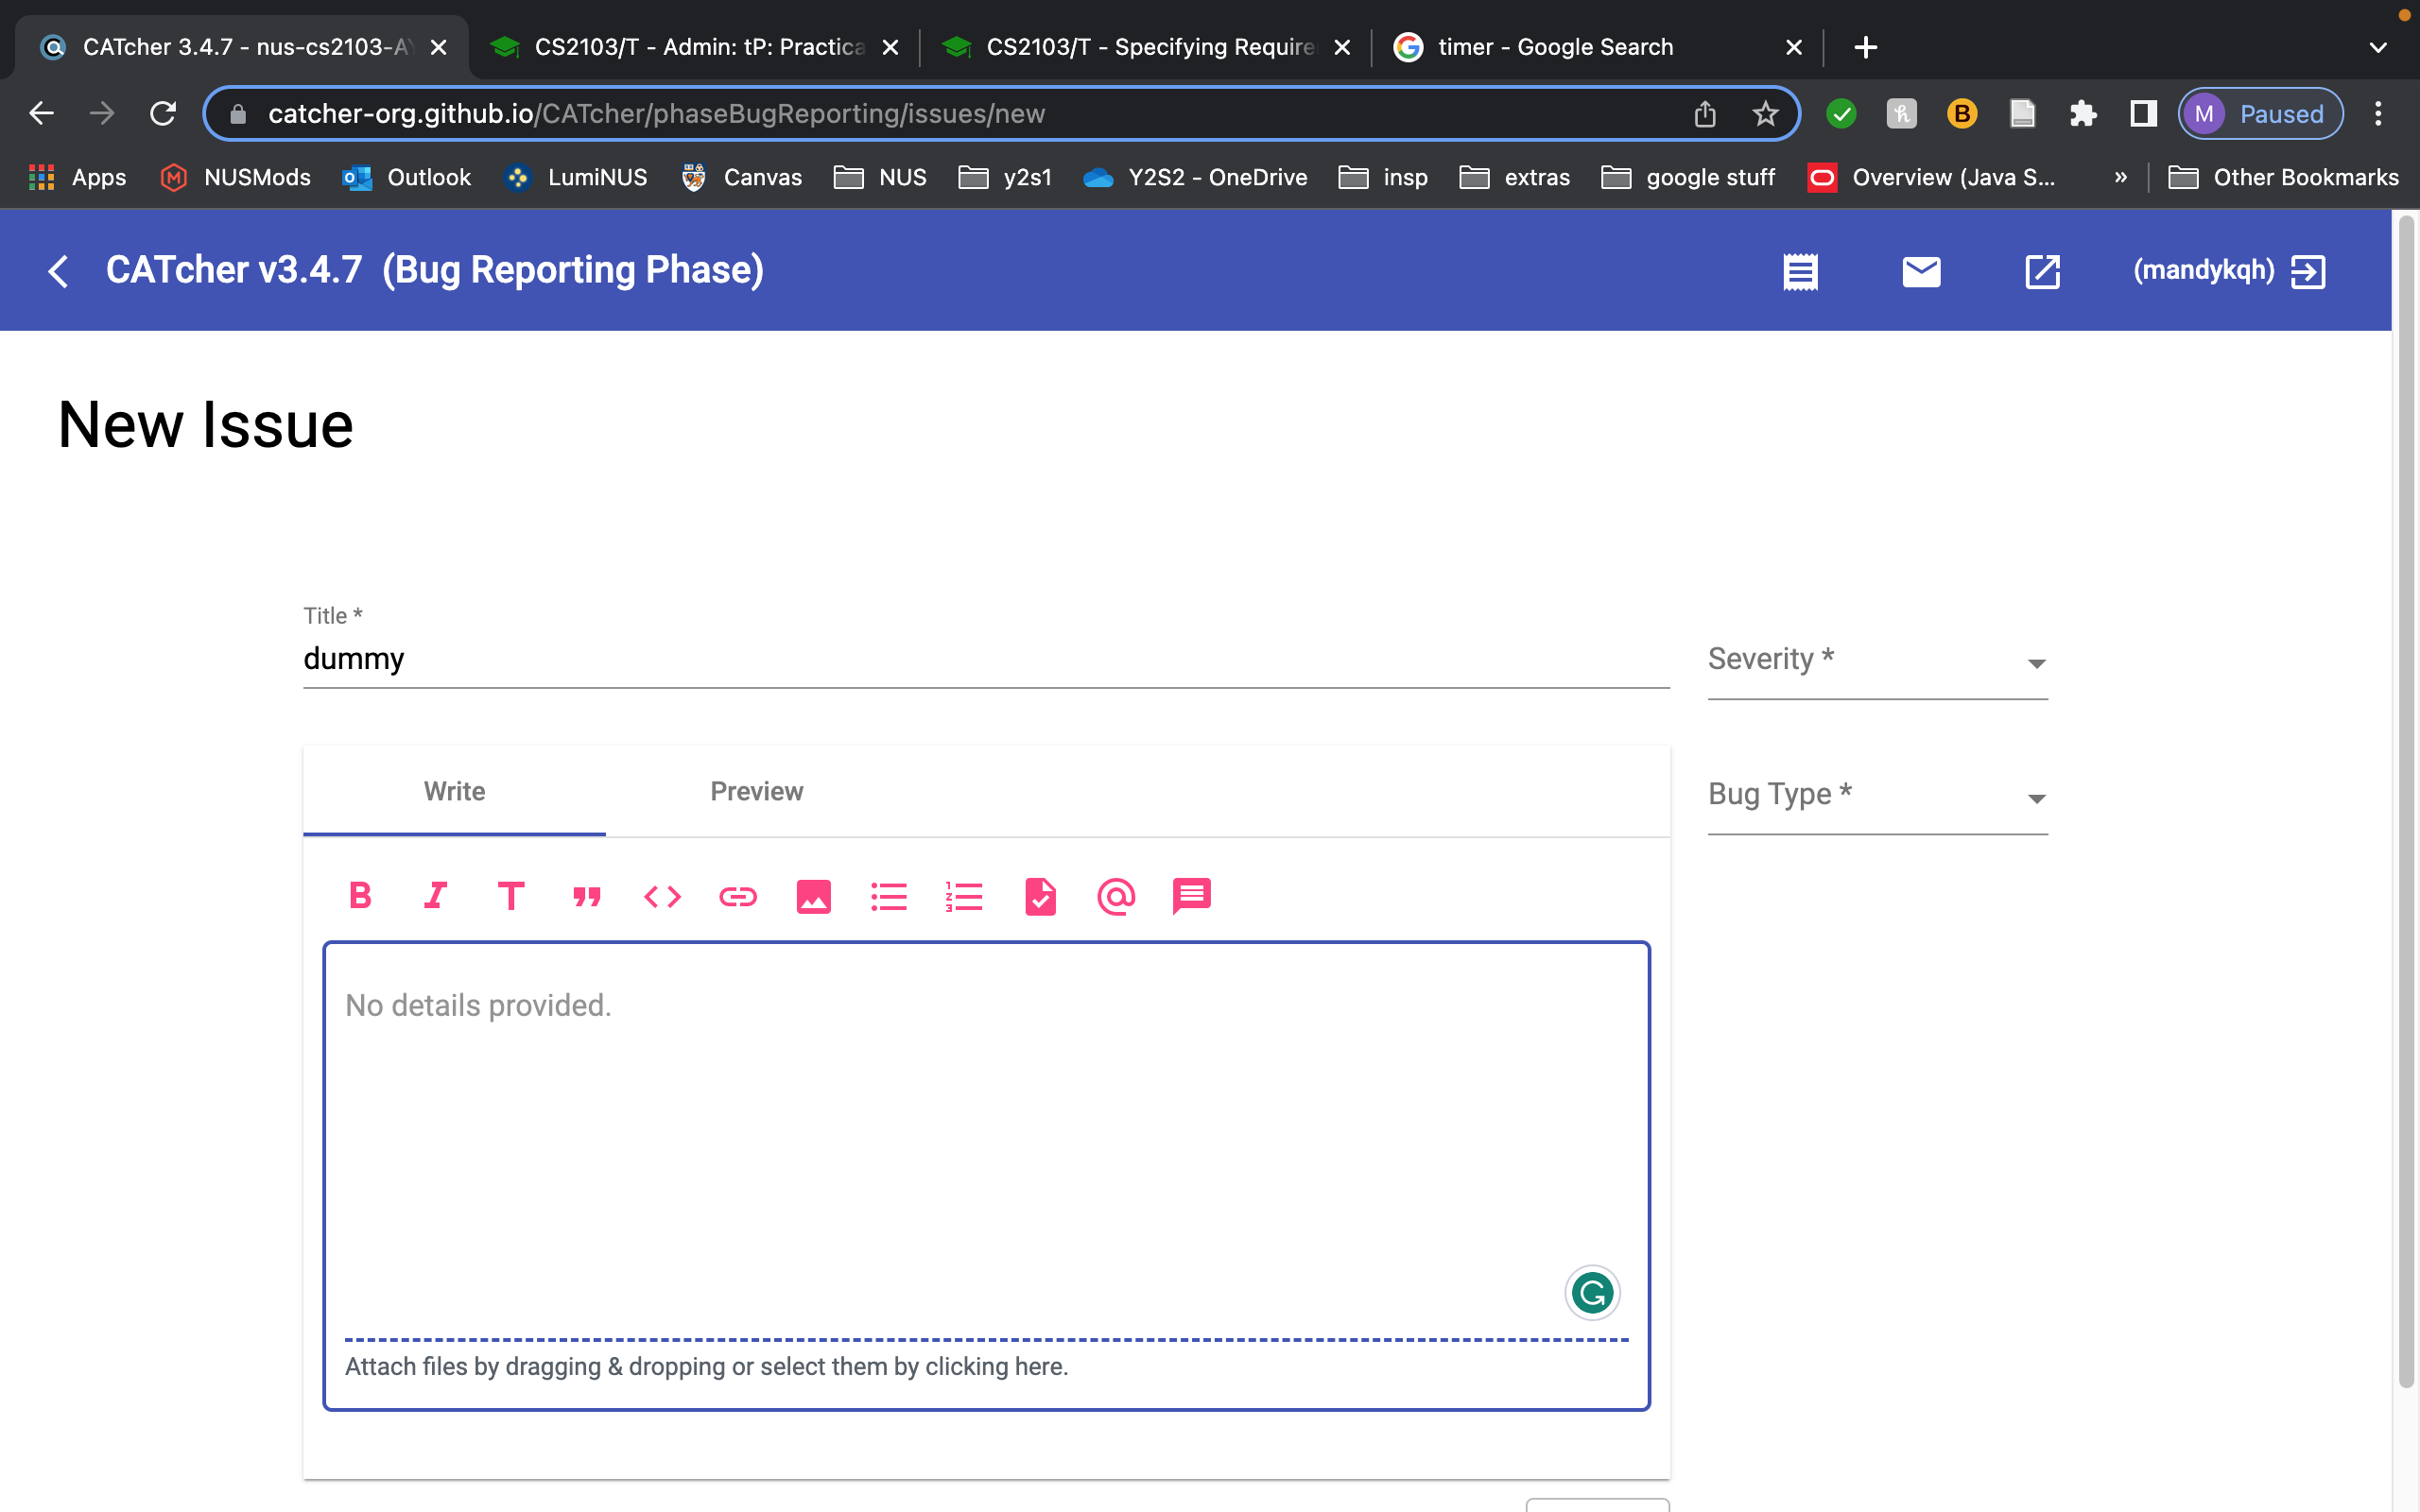 CATcher 3.4.7 - nus-cs2103-AY
CS2103/T - Admin: tP: Practica
CS2103/T - Specifying Require
timer - Google Search
catcher-org.github.io/CATcher/phaseBugReporting/issues/new
M Paused
Apps NUSMods Outlook LumiNUS Canvas NUS y2s1 Y2S2 - OneDrive insp extras google stuff Overview (Java S... » Other Bookmarks
CATcher v3.4.7 (Bug Reporting Phase)
(mandykqh)
New Issue
Title *
dummy
Severity *
Write Preview
Bug Type *
No details provided.
Attach files by dragging & dropping or select them by clicking here.